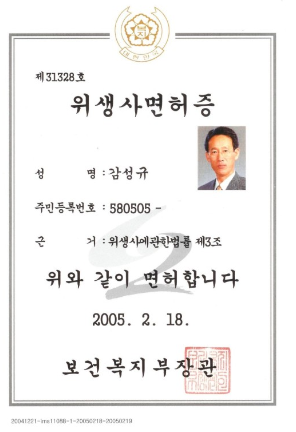 제31328호
위생사면허증
성 명 : 감성규
주민등록번호 : 580505 -
근 거 : 위생사에관한법률 제3조
위와 같이 면허합니다
2005. 2. 18.
보건복지부장관